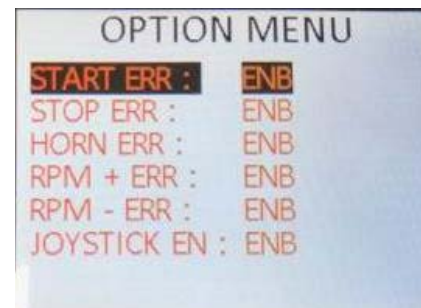 OPTION MENU
START ERR : ENB
STOP ERR : ENB
HORN ERR : ENB
RPM + ERR : ENB
RPM - ERR : ENB
JOYSTICK EN : ENB